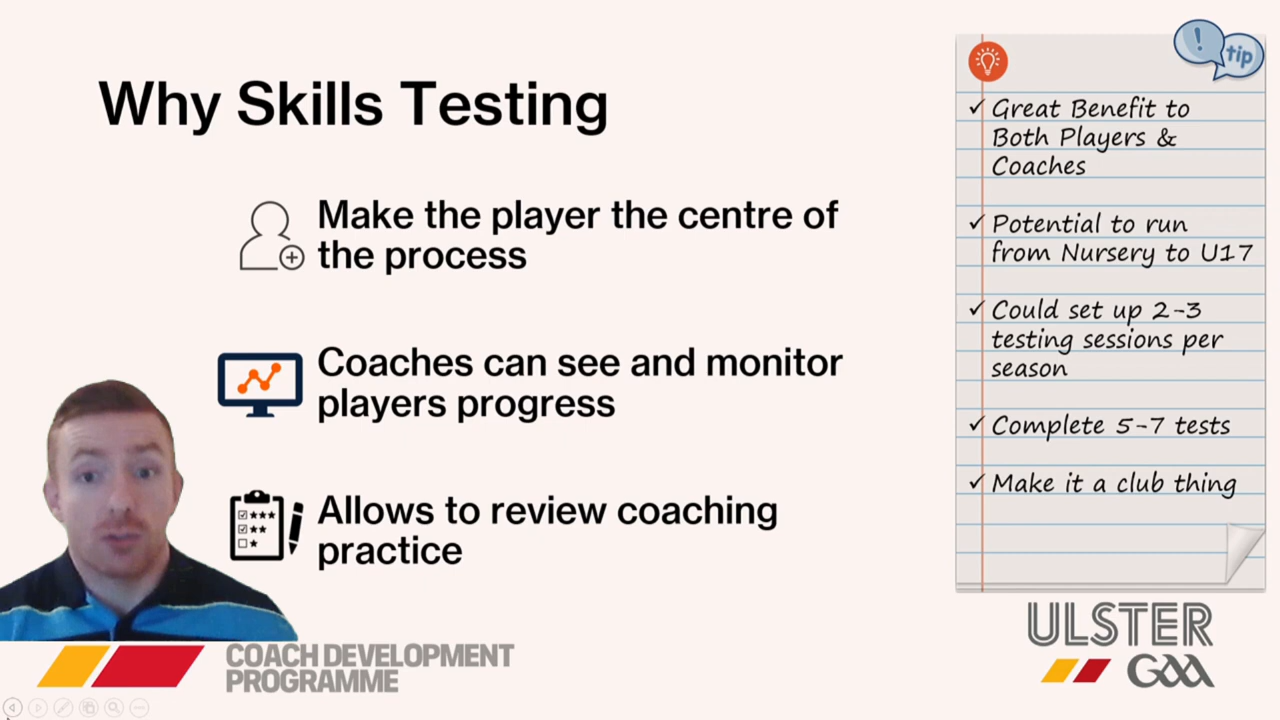 Why Skills Testing
Make the player the centre of
the process
Coaches can see and monitor
players progress
Allows to review coaching
practice
! tip
✓ Great Benefit to
Both Players &
Coaches
✓ Potential to run
from Nursery to U17
✓ Could set up 2-3
testing sessions per
season
✓ Complete 5-7 tests
✓ Make it a club thing
COACH DEVELOPMENT
PROGRAMME
ULSTER
GAA